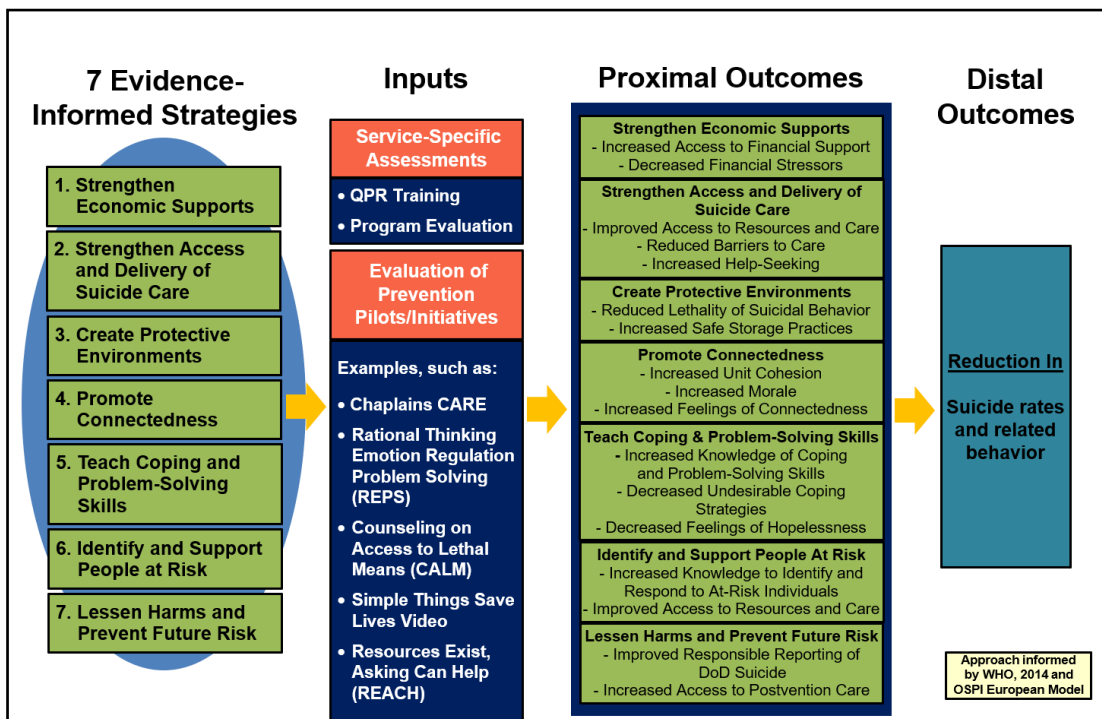 7 Evidence-
Informed Strategies
1. Strengthen
Economic Supports
2. Strengthen Access
and Delivery of
Suicide Care
3. Create Protective
Environments
4. Promote
Connectedness
5. Teach Coping and
Problem-Solving
Skills
6. Identify and Support
People at Risk
7. Lessen Harms and
Prevent Future Risk
Inputs
Service-Specific
Assessments
• QPR Training
• Program Evaluation
Evaluation of
Prevention
Pilots/Initiatives
Examples, such as:
• Chaplains CARE
• Rational Thinking
Emotion Regulation
Problem Solving
(REPS)
• Counseling on
Access to Lethal
Means (CALM)
• Simple Things Save
Lives Video
• Resources Exist,
Asking Can Help
(REACH)
Proximal Outcomes
Strengthen Economic Supports
- Increased Access to Financial Support
- Decreased Financial Stressors
Strengthen Access and Delivery of
Suicide Care
- Improved Access to Resources and Care
- Reduced Barriers to Care
- Increased Help-Seeking
Create Protective Environments
- Reduced Lethality of Suicidal Behavior
- Increased Safe Storage Practices
Promote Connectedness
- Increased Unit Cohesion
- Increased Morale
- Increased Feelings of Connectedness
Teach Coping & Problem-Solving Skills
- Increased Knowledge of Coping
and Problem-Solving Skills
- Decreased Undesirable Coping
Strategies
- Decreased Feelings of Hopelessness
Identify and Support People At Risk
- Increased Knowledge to Identify and
Respond to At-Risk Individuals
- Improved Access to Resources and Care
Lessen Harms and Prevent Future Risk
- Improved Responsible Reporting of
DoD Suicide
- Increased Access to Postvention Care
Distal
Outcomes
Reduction In
Suicide rates
and related
behavior
Approach informed
by WHO, 2014 and
OSPI European Model